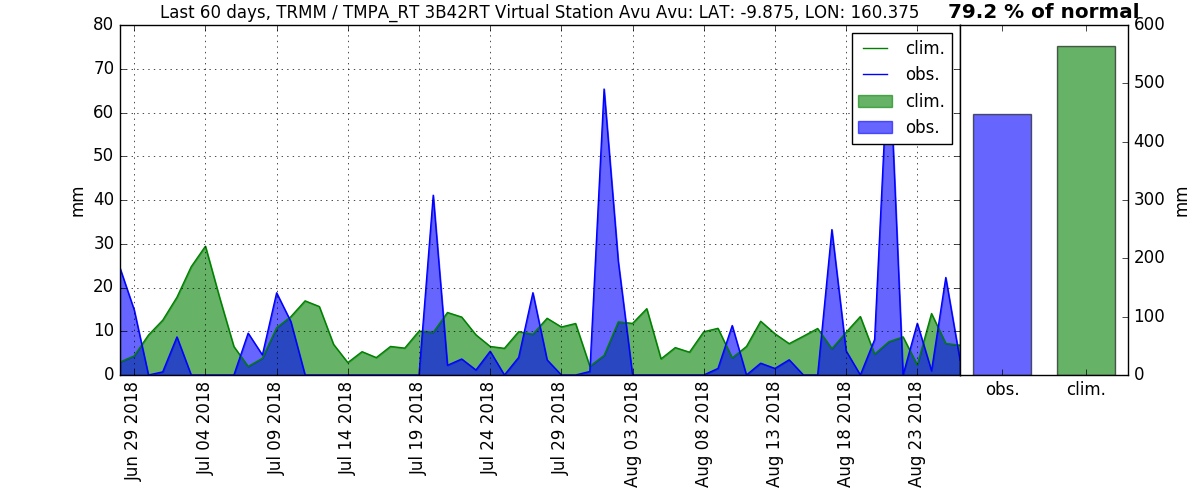 Last 60 days, TRMM / TMPA_RT 3B42RT Virtual Station Avu Avu: LAT: -9.875, LON: 160.375
79.2 % of normal
80
70
60
50
40
30
20
10
0
mm
clim.
obs.
clim.
obs.
600
500
400
300
200
100
0
mm
Jun 29 2018
Jul 04 2018
Jul 09 2018
Jul 14 2018
Jul 19 2018
Jul 24 2018
Jul 29 2018
Aug 03 2018
Aug 08 2018
Aug 13 2018
Aug 18 2018
Aug 23 2018
obs.
clim.